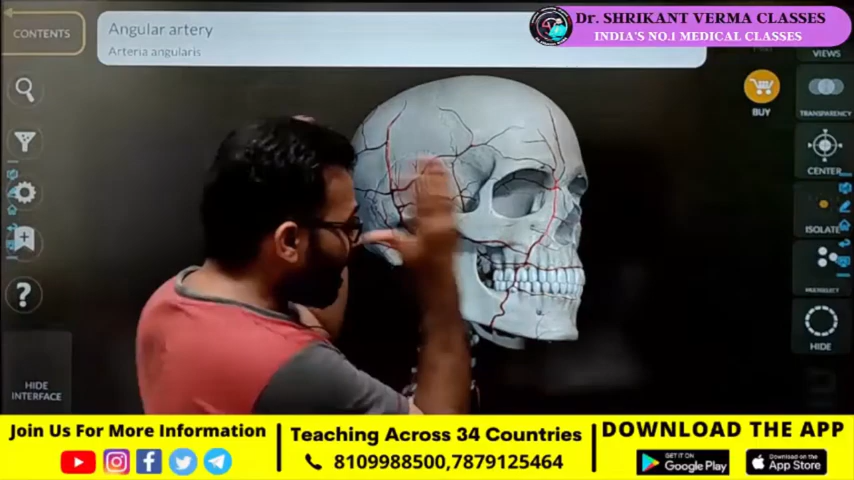 CONTENTS
Angular artery
Arteria angularis
Dr. SHRIKANT VERMA CLASSES
INDIA'S NO.1 MEDICAL CLASSES
VIEWS
BUY
TRANSPARENCY
CENTER
ISOLATE
MULTISELECT
HIDE
HIDE
INTERFACE
Join Us For More Information
Teaching Across 34 Countries
8109988500,7879125464
DOWNLOAD THE APP
GET IT ON
Google Play
Download on the
App Store